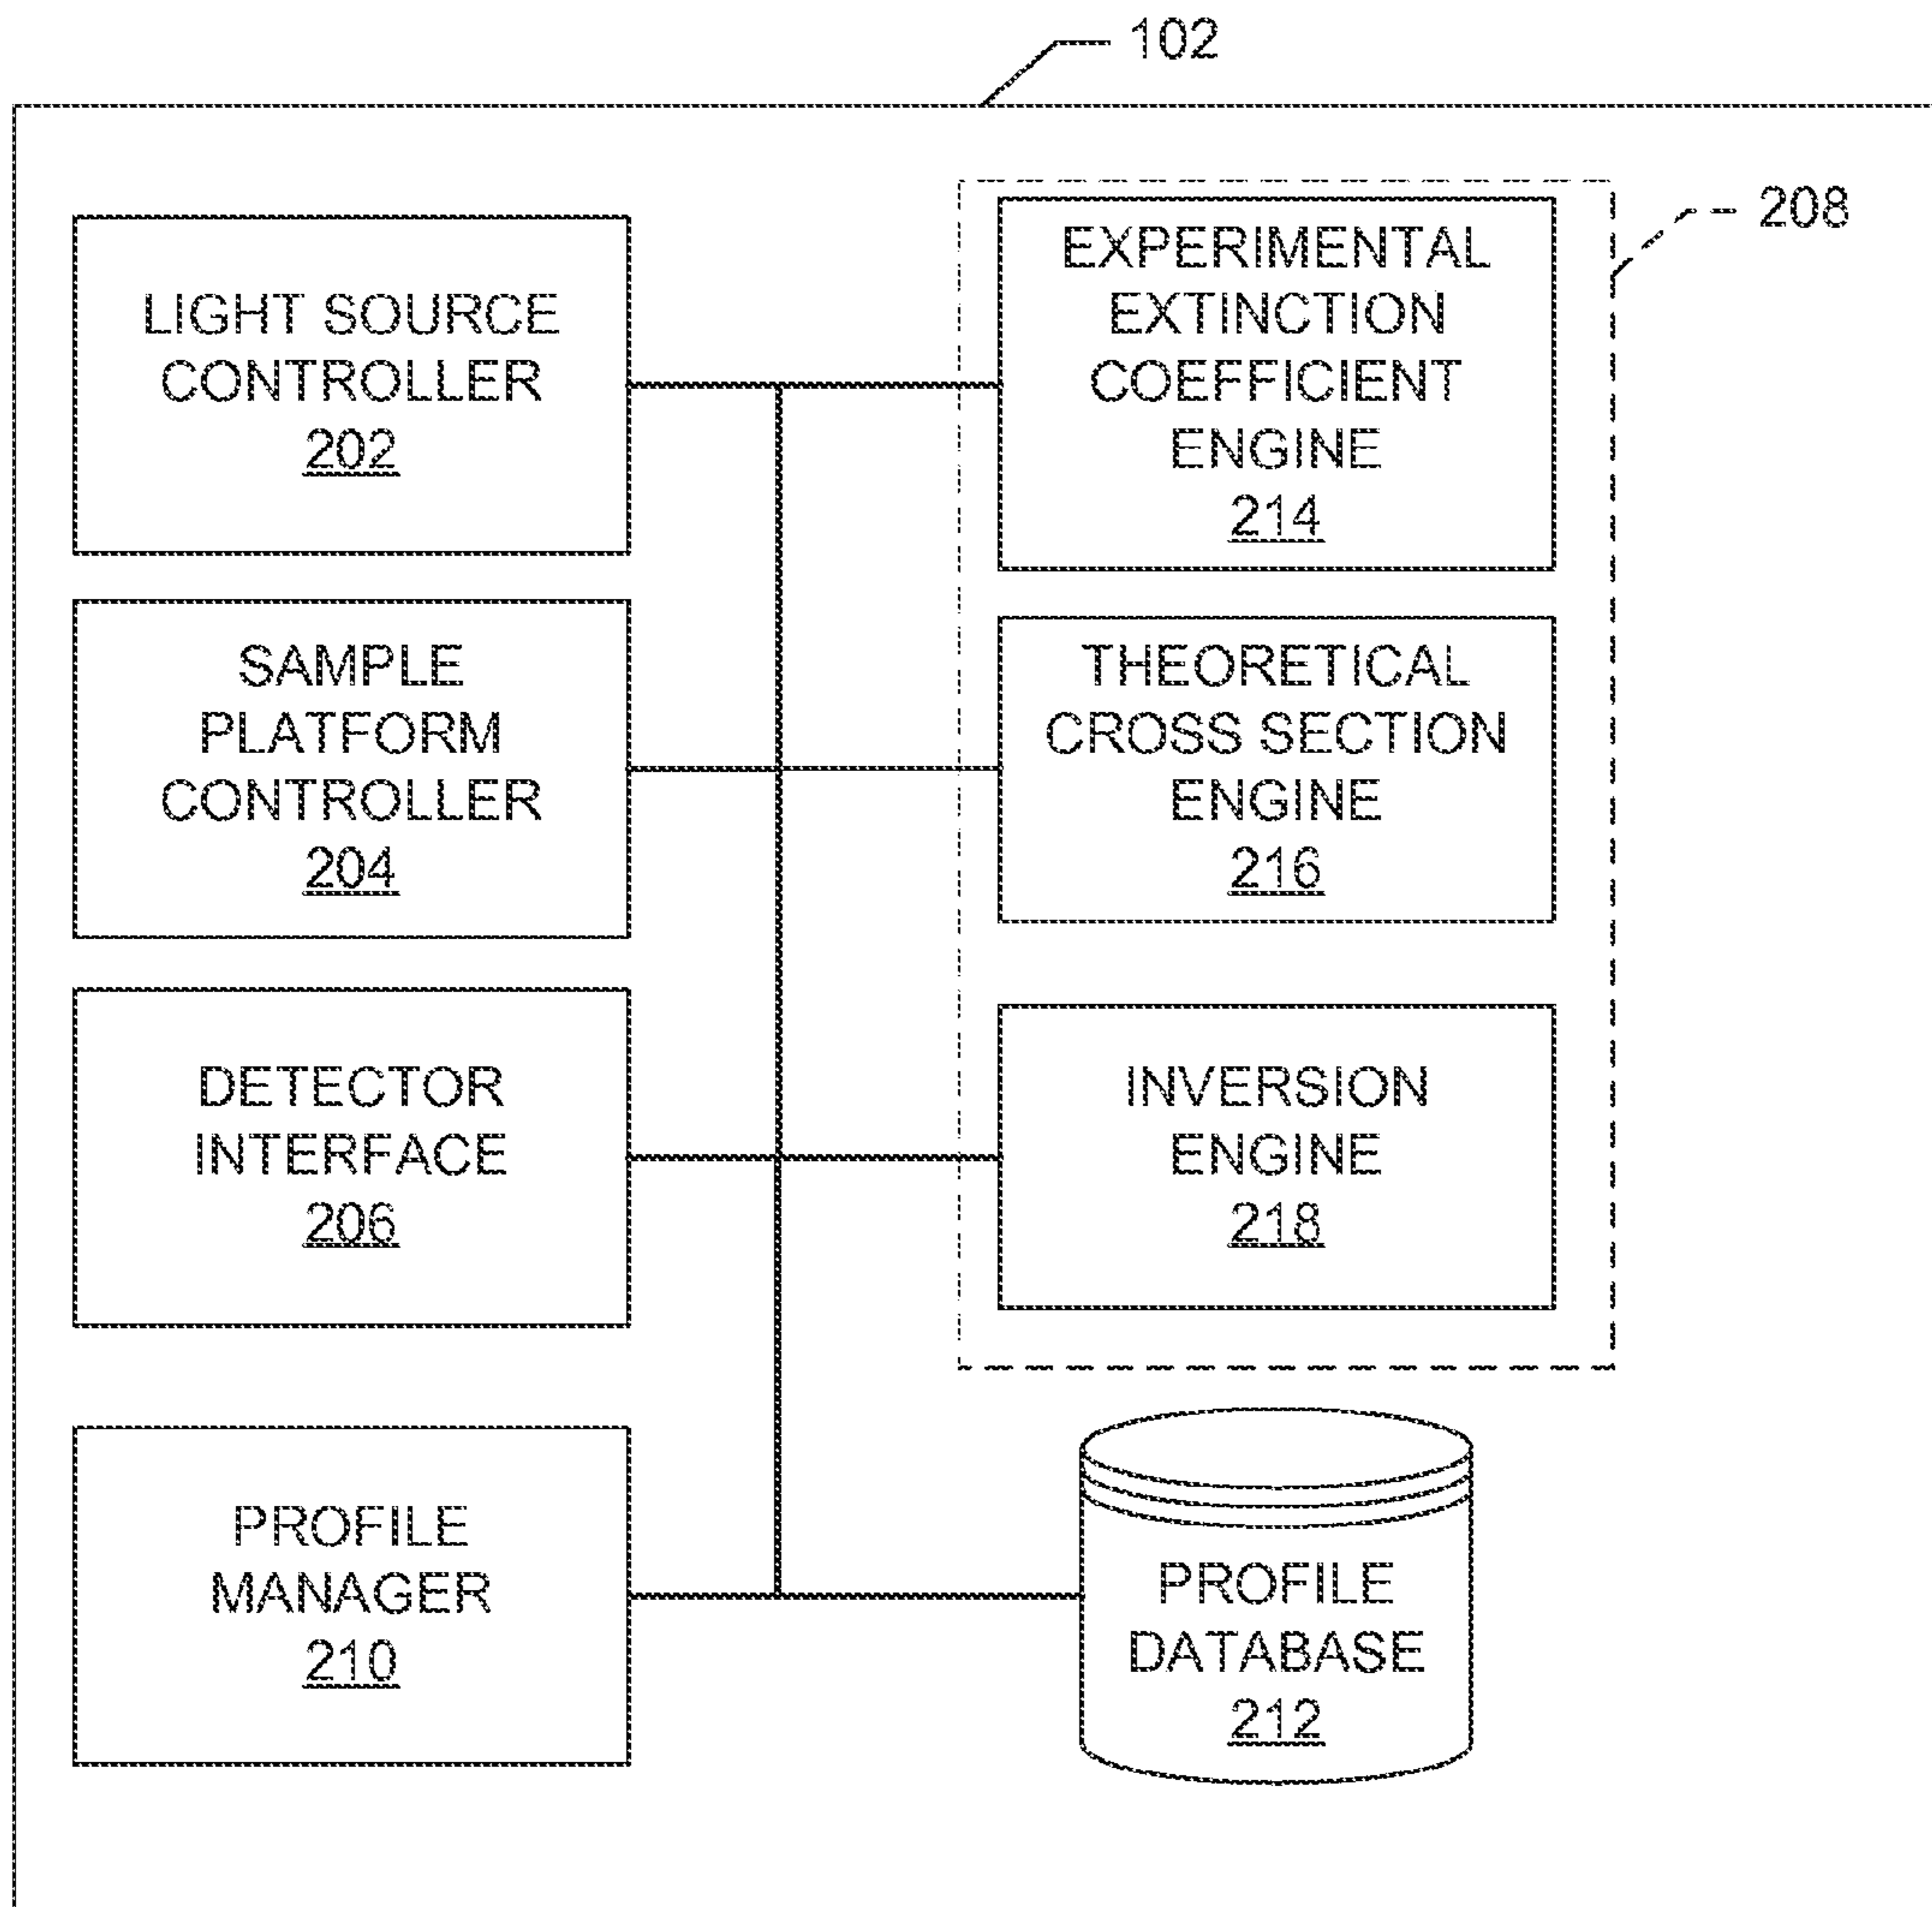 102
208
LIGHT SOURCE
CONTROLLER
202
EXPERIMENTAL
EXTINCTION
COEFFICIENT
ENGINE
214
SAMPLE
PLATFORM
CONTROLLER
204
THEORETICAL
CROSS SECTION
ENGINE
216
DETECTOR
INTERFACE
206
INVERSION
ENGINE
218
PROFILE
MANAGER
210
PROFILE
DATABASE
212